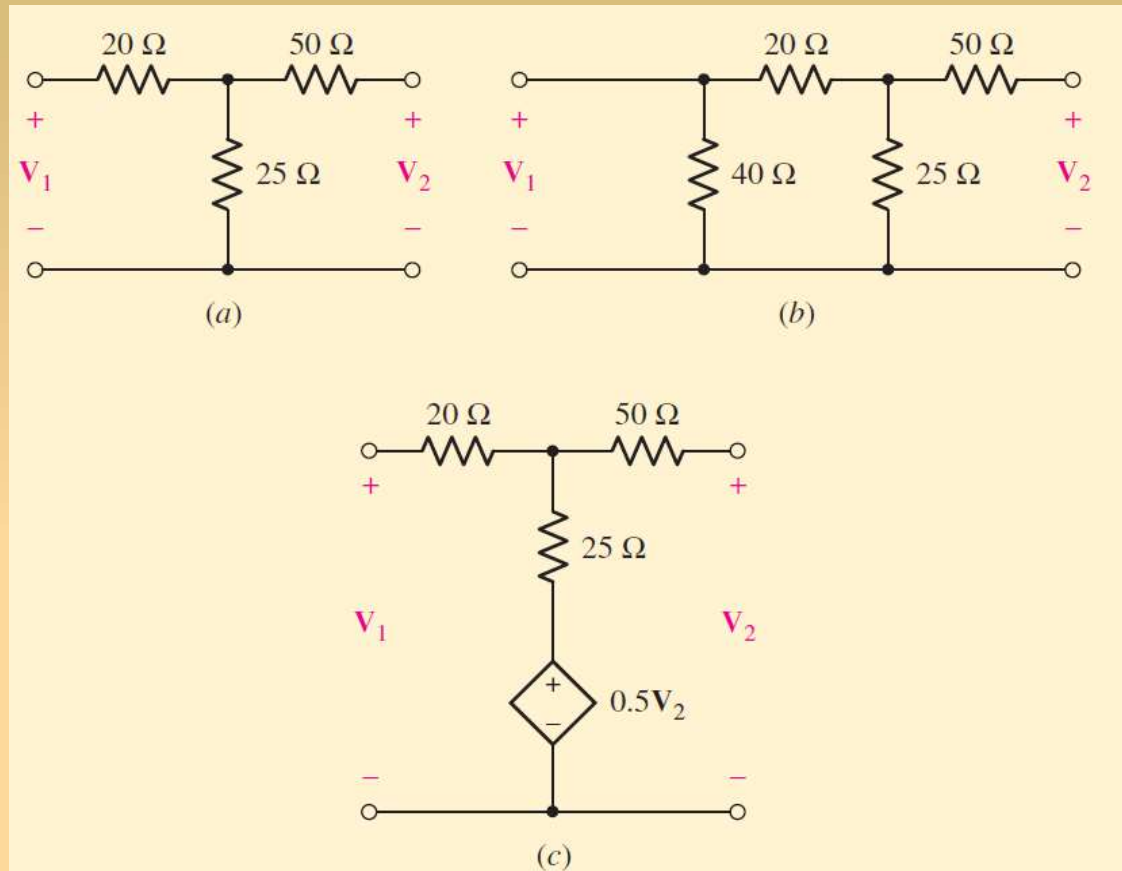 20 Ω 50 Ω
+ +
V₁ 25 Ω V₂
− −
(a)
20 Ω 50 Ω
+ +
V₁ 40 Ω 25 Ω V₂
− −
(b)
20 Ω 50 Ω
+ +
25 Ω
V₁ V₂
+
0.5V₂
−
− −
(c)